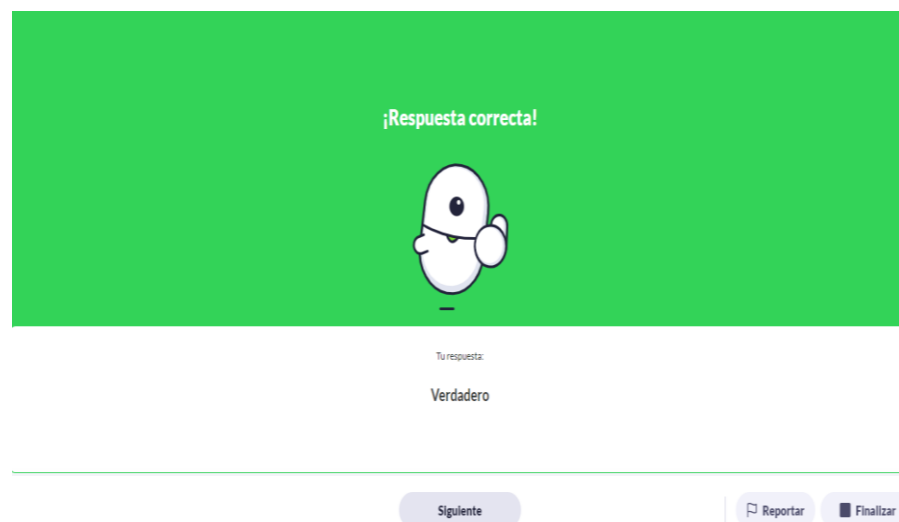 ¡Respuesta correcta!
Tu respuesta:
Verdadero
Siguiente
Reportar
Finalizar